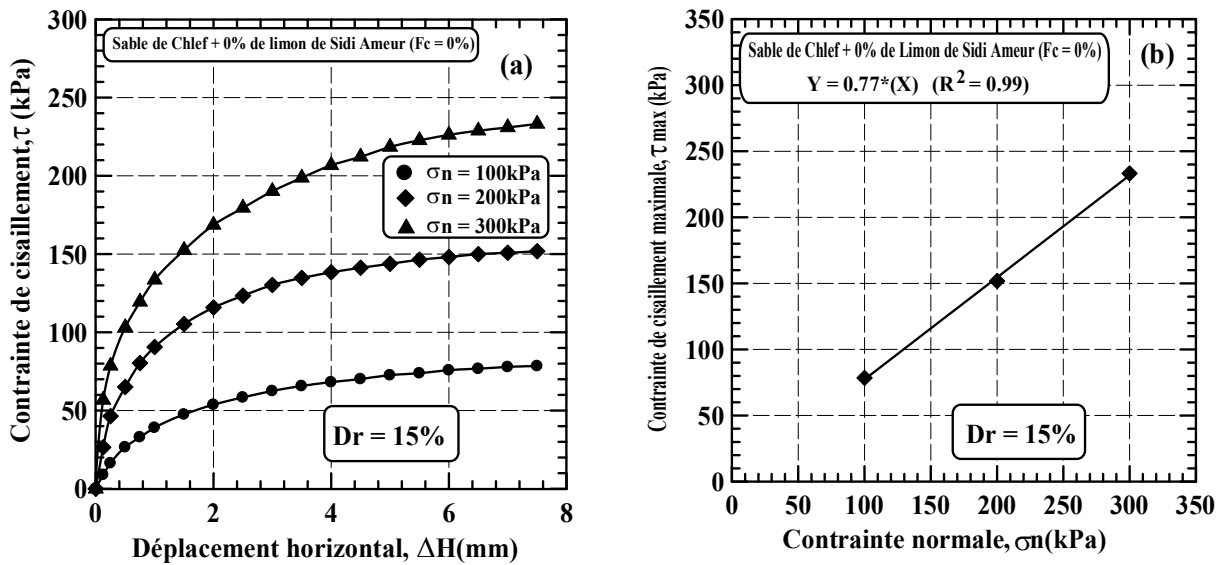 Sable de Chlef + 0% de limon de Sidi Ameur (Fc = 0%)
(a)
σn = 100kPa
σn = 200kPa
σn = 300kPa
Dr = 15%
Contrainte de cisaillement,τ (kPa)
300
250
200
150
100
50
0
0 2 4 6 8
Déplacement horizontal, ΔH(mm)
Sable de Chlef + 0% de Limon de Sidi Ameur (Fc = 0%)
Y = 0.77*(X) (R² = 0.99)
(b)
Dr = 15%
Contrainte de cisaillement maximale, τ max (kPa)
350
300
250
200
150
100
50
0
0 50 100 150 200 250 300 350
Contrainte normale, σn(kPa)